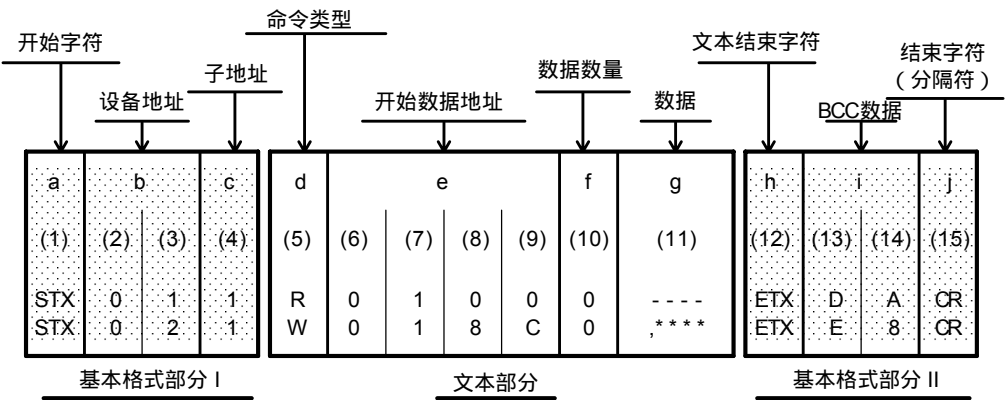 命令类型
开始字符
文本结束字符
结束字符
(分隔符)
子地址
数据数量
设备地址
开始数据地址
数据
BCC数据
a b c d e f g h i j
(1) (2) (3) (4) (5) (6) (7) (8) (9) (10) (11) (12) (13) (14) (15)
STX 0 1 1 R 0 1 0 0 0 ---- ETX D A CR
STX 0 2 1 W 0 1 8 C 0 ,**** ETX E 8 CR
基本格式部分 I
文本部分
基本格式部分 II